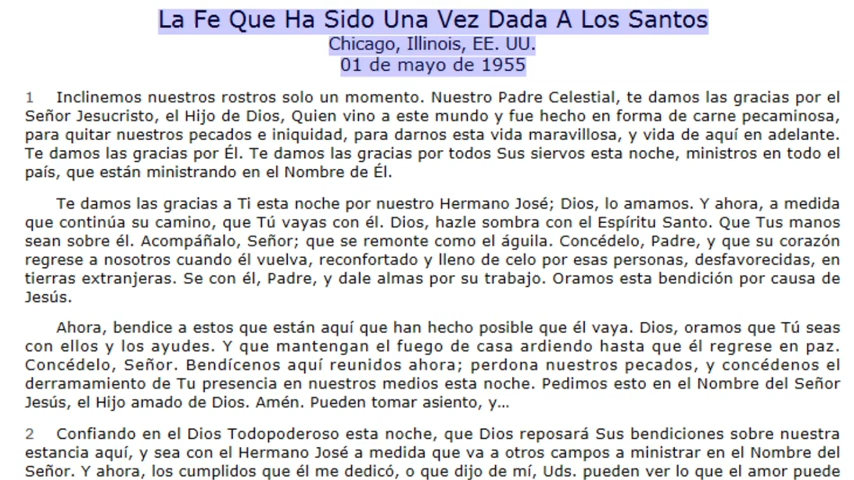 La Fe Que Ha Sido Una Vez Dada A Los Santos
Chicago, Illinois, EE. UU.
01 de mayo de 1955
1 Inclinemos nuestros rostros solo un momento. Nuestro Padre Celestial, te damos las gracias por el
Señor Jesucristo, el Hijo de Dios, Quien vino a este mundo y fue hecho en forma de carne pecaminosa,
para quitar nuestros pecados e iniquidad, para darnos esta vida maravillosa, y vida de aquí en adelante.
Te damos las gracias por Él. Te damos las gracias por todos Sus siervos esta noche, ministros en todo el
país, que están ministrando en el Nombre de Él.
Te damos las gracias a Ti esta noche por nuestro Hermano José; Dios, lo amamos. Y ahora, a medida
que continúa su camino, que Tú vayas con él. Dios, hazle sombra con el Espíritu Santo. Que Tus manos
sean sobre él. Acompáñalo, Señor; que se remonte como el águila. Concédelo, Padre, y que su corazón
regrese a nosotros cuando él vuelva, reconfortado y lleno de celo por esas personas, desfavorecidas, en
tierras extranjeras. Se con él, Padre, y dale almas por su trabajo. Oramos esta bendición por causa de
Jesús.
Ahora, bendice a estos que están aquí que han hecho posible que él vaya. Dios, oramos que Tú seas
con ellos y los ayudes. Y que mantengan el fuego de casa ardiendo hasta que él regrese en paz.
Concédelo, Señor. Bendícenos aquí reunidos ahora; perdona nuestros pecados, y concédenos el
derramamiento de Tu presencia en nuestros medios esta noche. Pedimos esto en el Nombre del Señor
Jesús, el Hijo amado de Dios. Amén. Pueden tomar asiento, y…
2 Confiando en el Dios Todopoderoso esta noche, que Dios reposará Sus bendiciones sobre nuestra
estancia aquí, y sea con el Hermano José a medida que va a otros campos a ministrar en el Nombre del
Señor. Y ahora, los cumplidos que él me dedicó, o que dijo de mí, Uds. pueden ver lo que el amor puede